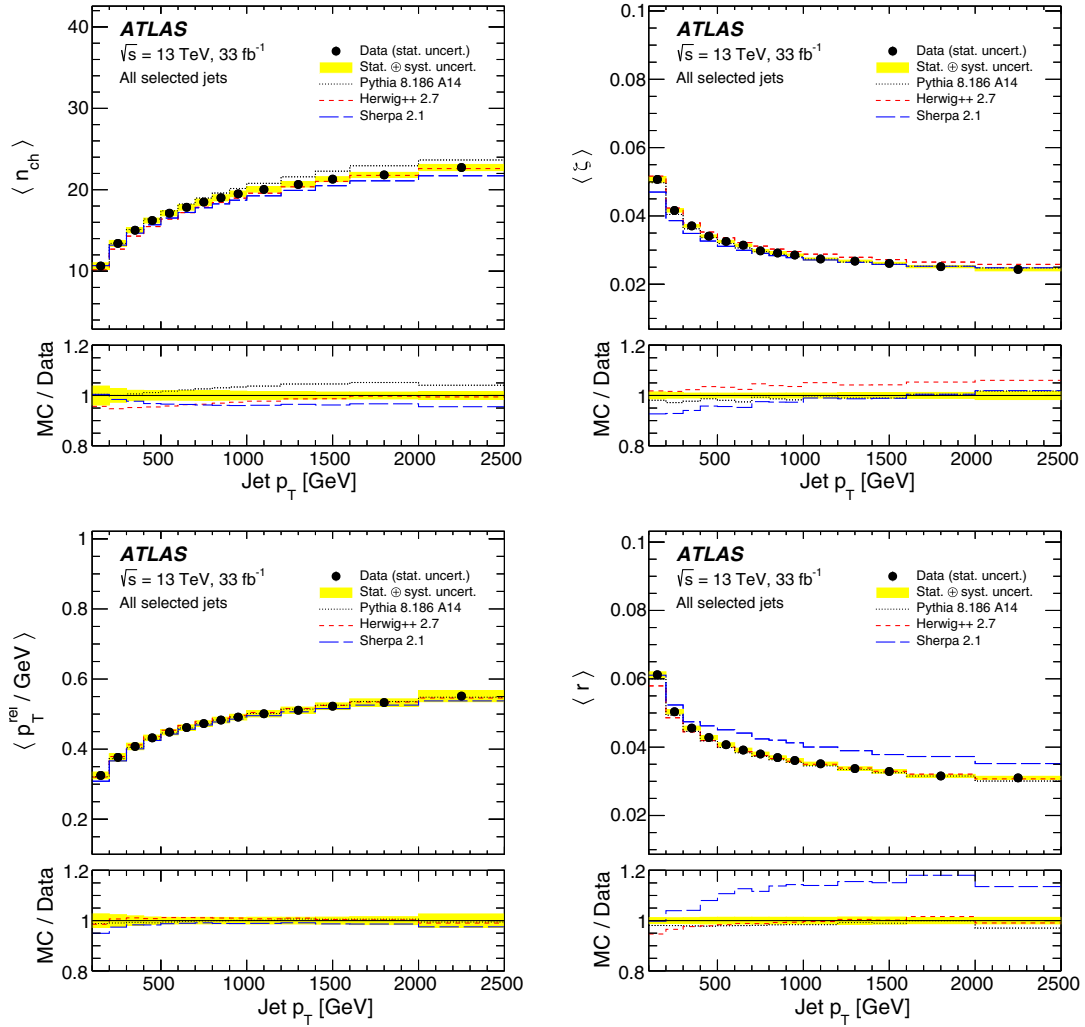 ATLAS
√s = 13 TeV, 33 fb⁻¹
All selected jets
Data (stat. uncert.)
Stat. ⊕ syst. uncert.
Pythia 8.186 A14
Herwig++ 2.7
Sherpa 2.1
⟨ n_ch ⟩
40
30
20
10
MC / Data
1.2
1
0.8
500 1000 1500 2000 2500
Jet p_T [GeV]
ATLAS
√s = 13 TeV, 33 fb⁻¹
All selected jets
Data (stat. uncert.)
Stat. ⊕ syst. uncert.
Pythia 8.186 A14
Herwig++ 2.7
Sherpa 2.1
⟨ ζ ⟩
0.1
0.08
0.06
0.04
0.02
0
MC / Data
1.2
1
0.8
500 1000 1500 2000 2500
Jet p_T [GeV]
ATLAS
√s = 13 TeV, 33 fb⁻¹
All selected jets
Data (stat. uncert.)
Stat. ⊕ syst. uncert.
Pythia 8.186 A14
Herwig++ 2.7
Sherpa 2.1
⟨ p_T^rel / GeV ⟩
1
0.8
0.6
0.4
0.2
MC / Data
1.2
1
0.8
500 1000 1500 2000 2500
Jet p_T [GeV]
ATLAS
√s = 13 TeV, 33 fb⁻¹
All selected jets
Data (stat. uncert.)
Stat. ⊕ syst. uncert.
Pythia 8.186 A14
Herwig++ 2.7
Sherpa 2.1
⟨ r ⟩
0.1
0.08
0.06
0.04
0.02
0
MC / Data
1.2
1
0.8
500 1000 1500 2000 2500
Jet p_T [GeV]